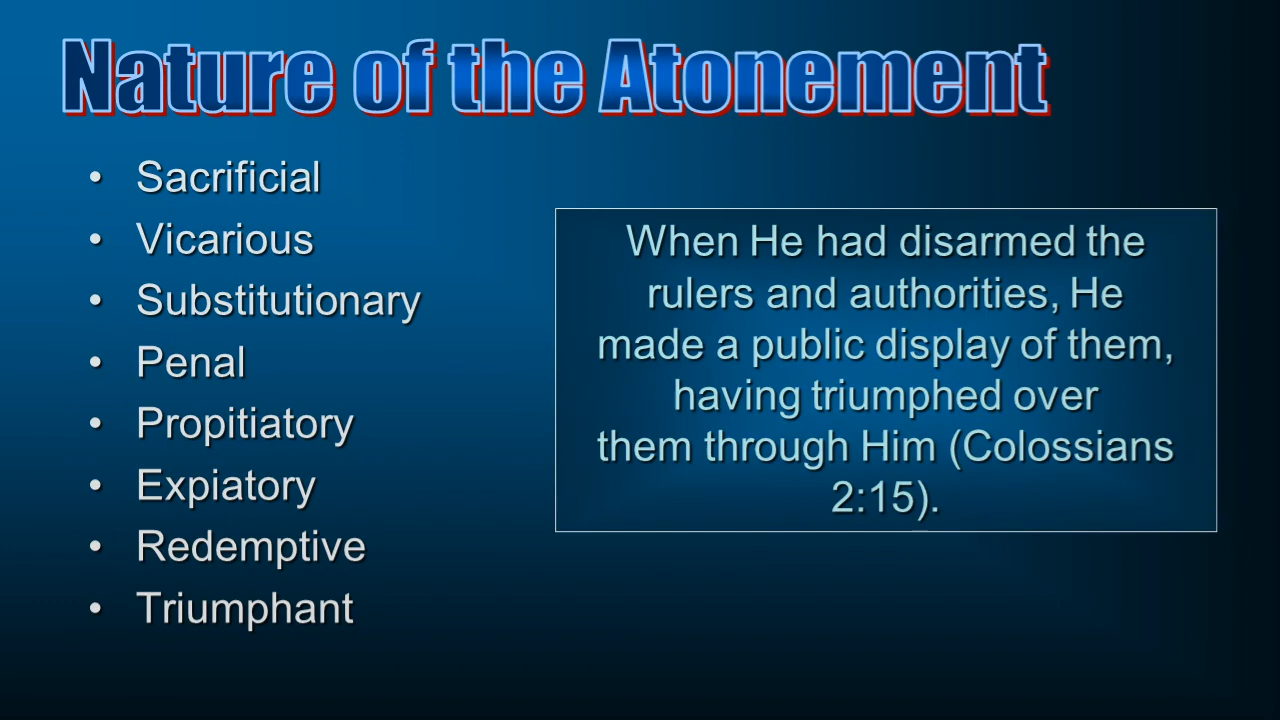 Nature of the Atonement
• Sacrificial
• Vicarious
• Substitutionary
• Penal
• Propitiatory
• Expiatory
• Redemptive
• Triumphant
When He had disarmed the
rulers and authorities, He
made a public display of them,
having triumphed over
them through Him (Colossians
2:15).